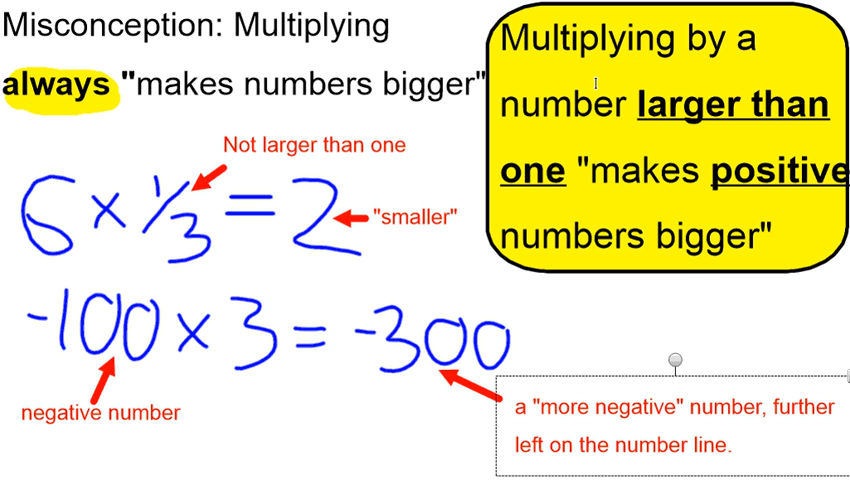 Misconception: Multiplying
always "makes numbers bigger"
Multiplying by a
number larger than
one "makes positive
numbers bigger"
Not larger than one
6 × 1/3 = 2
"smaller"
-100 × 3 = -300
negative number
a "more negative" number, further
left on the number line.